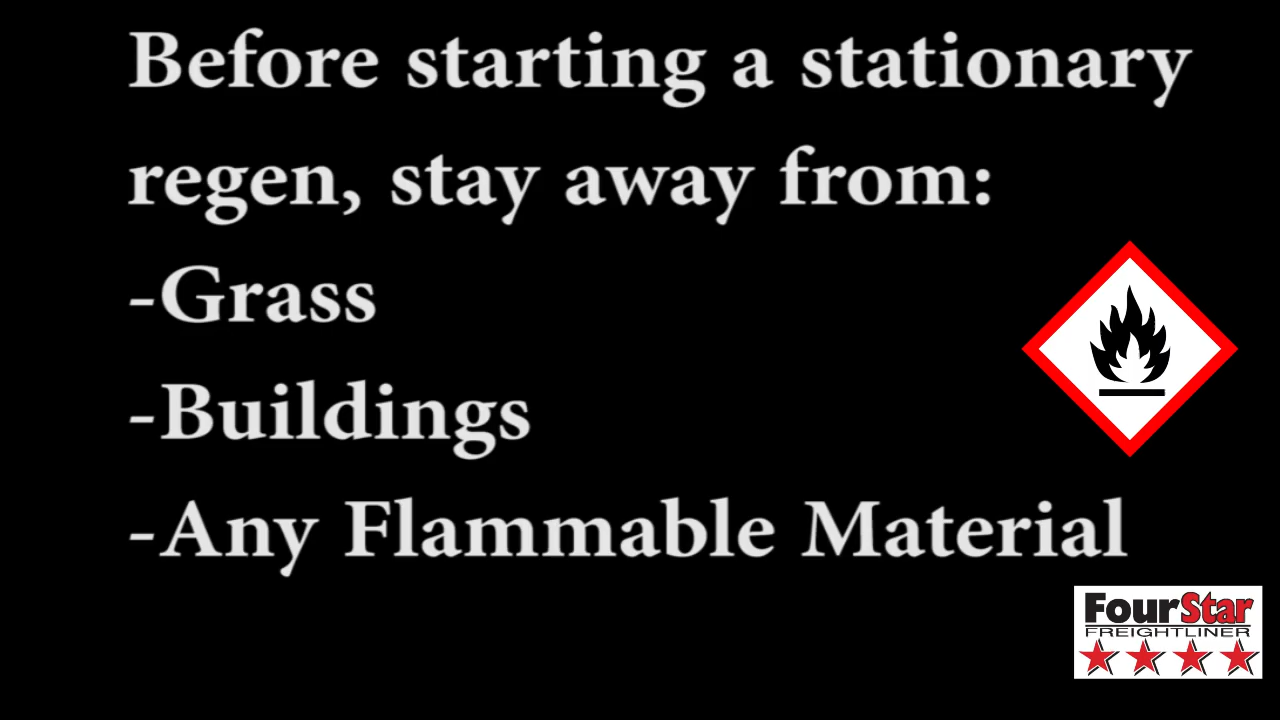 Before starting a stationary
regen, stay away from:
-Grass
-Buildings
-Any Flammable Material
FourStar
FREIGHTLINER